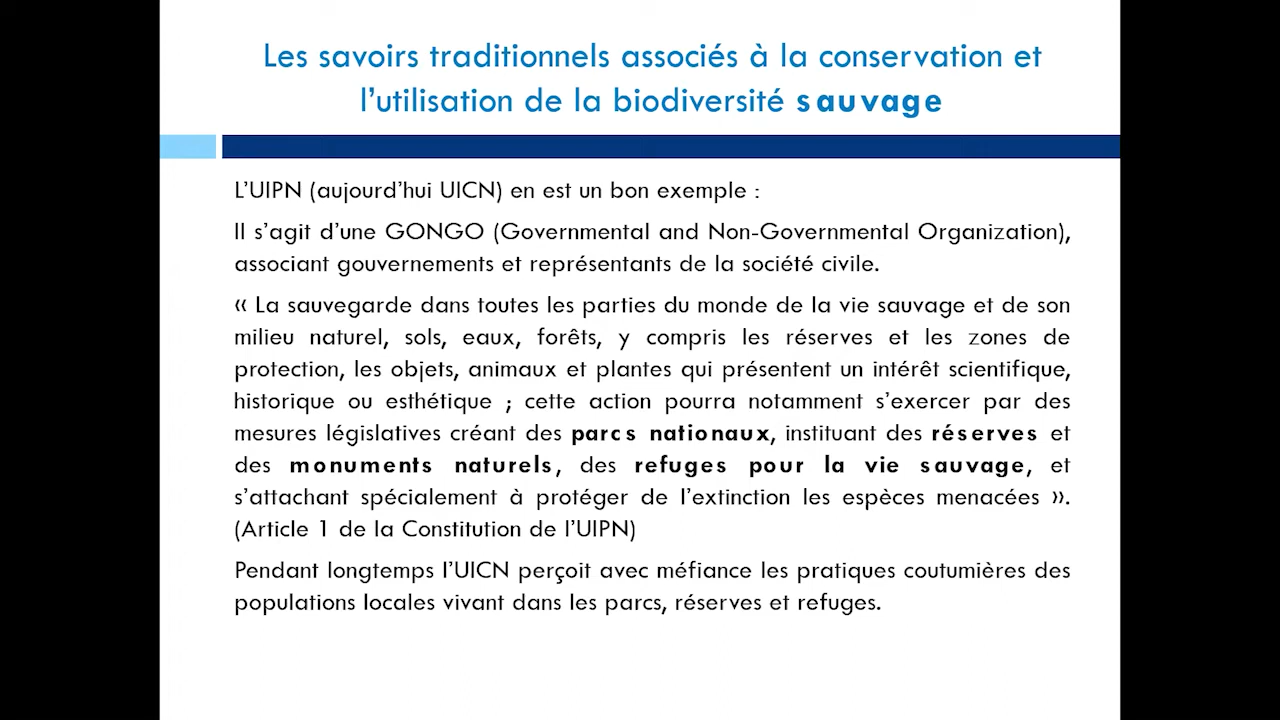 Les savoirs traditionnels associés à la conservation et
l'utilisation de la biodiversité sauvage
L'UIPN (aujourd'hui UICN) en est un bon exemple :
Il s'agit d'une GONGO (Governmental and Non-Governmental Organization),
associant gouvernements et représentants de la société civile.
« La sauvegarde dans toutes les parties du monde de la vie sauvage et de son
milieu naturel, sols, eaux, forêts, y compris les réserves et les zones de
protection, les objets, animaux et plantes qui présentent un intérêt scientifique,
historique ou esthétique ; cette action pourra notamment s'exercer par des
mesures législatives créant des parcs nationaux, instituant des réserves et
des monuments naturels, des refuges pour la vie sauvage, et
s'attachant spécialement à protéger de l'extinction les espèces menacées ».
(Article 1 de la Constitution de l'UIPN)
Pendant longtemps l'UICN perçoit avec méfiance les pratiques coutumières des
populations locales vivant dans les parcs, réserves et refuges.